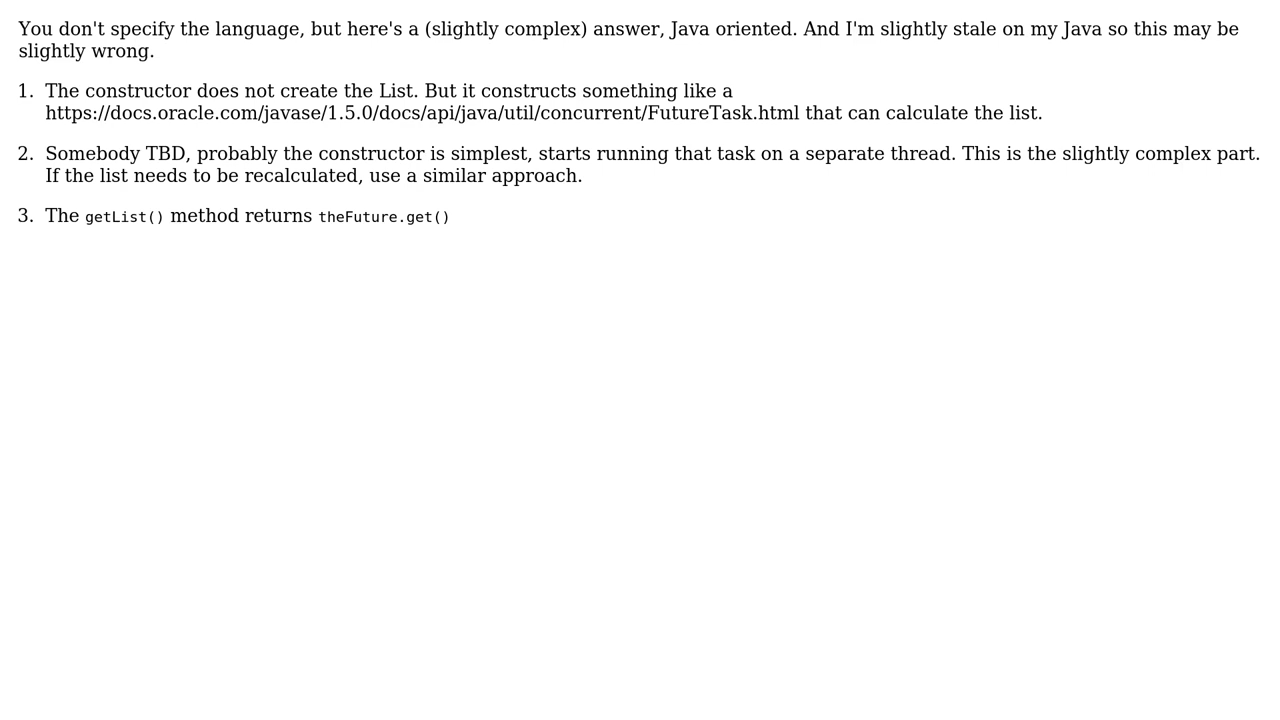 You don't specify the language, but here's a (slightly complex) answer, Java oriented. And I'm slightly stale on my Java so this may be
slightly wrong.
1. The constructor does not create the List. But it constructs something like a
https://docs.oracle.com/javase/1.5.0/docs/api/java/util/concurrent/FutureTask.html that can calculate the list.
2. Somebody TBD, probably the constructor is simplest, starts running that task on a separate thread. This is the slightly complex part.
If the list needs to be recalculated, use a similar approach.
3. The getList() method returns theFuture.get()